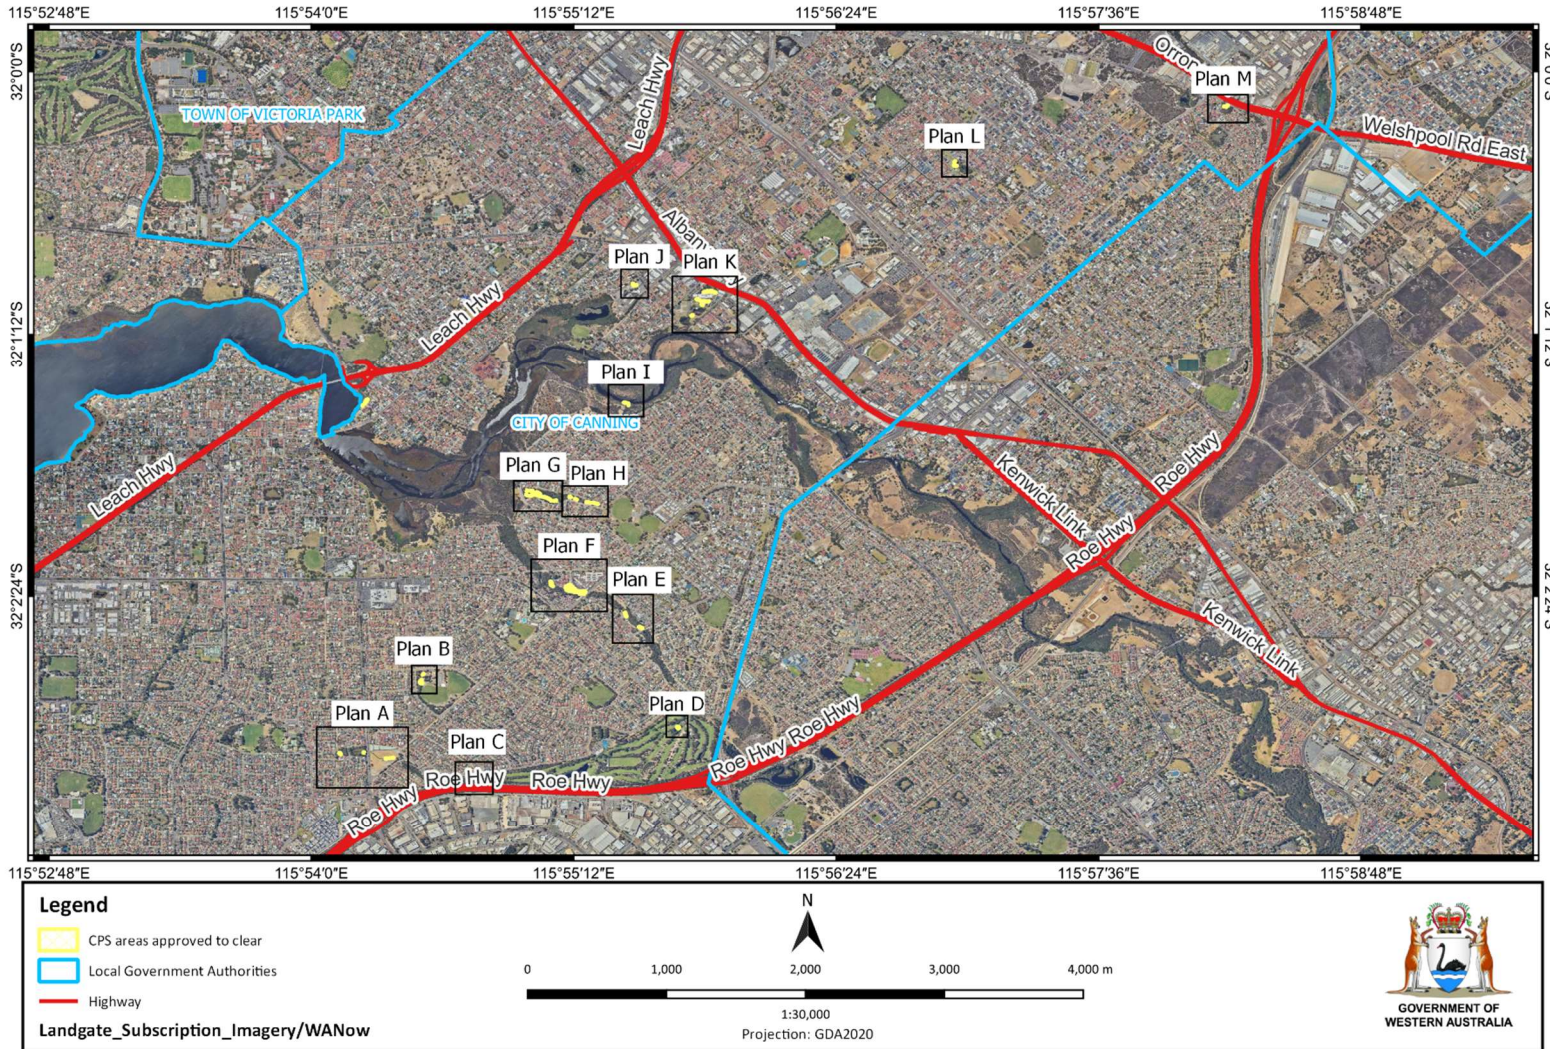 115°52'48"E 115°54'0"E 115°55'12"E 115°56'24"E 115°57'36"E 115°58'48"E
32°0'0"S
32°1'12"S
32°2'24"S
TOWN OF VICTORIA PARK
Leach Hwy
Plan M
Welshpool Rd East
Plan L
Plan J
Plan K
Leach Hwy
Plan I
CITY OF CANNING
Leach Hwy
Plan G
Plan H
Kenwick Link
Roe Hwy
Roe Hwy
Plan F
Plan E
Kenwick Link
Plan B
Plan A
Plan D
Plan C
Roe Hwy
Roe Hwy
Roe Hwy
Roe Hwy Roe Hwy
115°52'48"E 115°54'0"E 115°55'12"E 115°56'24"E 115°57'36"E 115°58'48"E
Legend
CPS areas approved to clear
Local Government Authorities
Highway
Landgate_Subscription_Imagery/WANow
N
0 1,000 2,000 3,000 4,000 m
1:30,000
Projection: GDA2020
GOVERNMENT OF
WESTERN AUSTRALIA